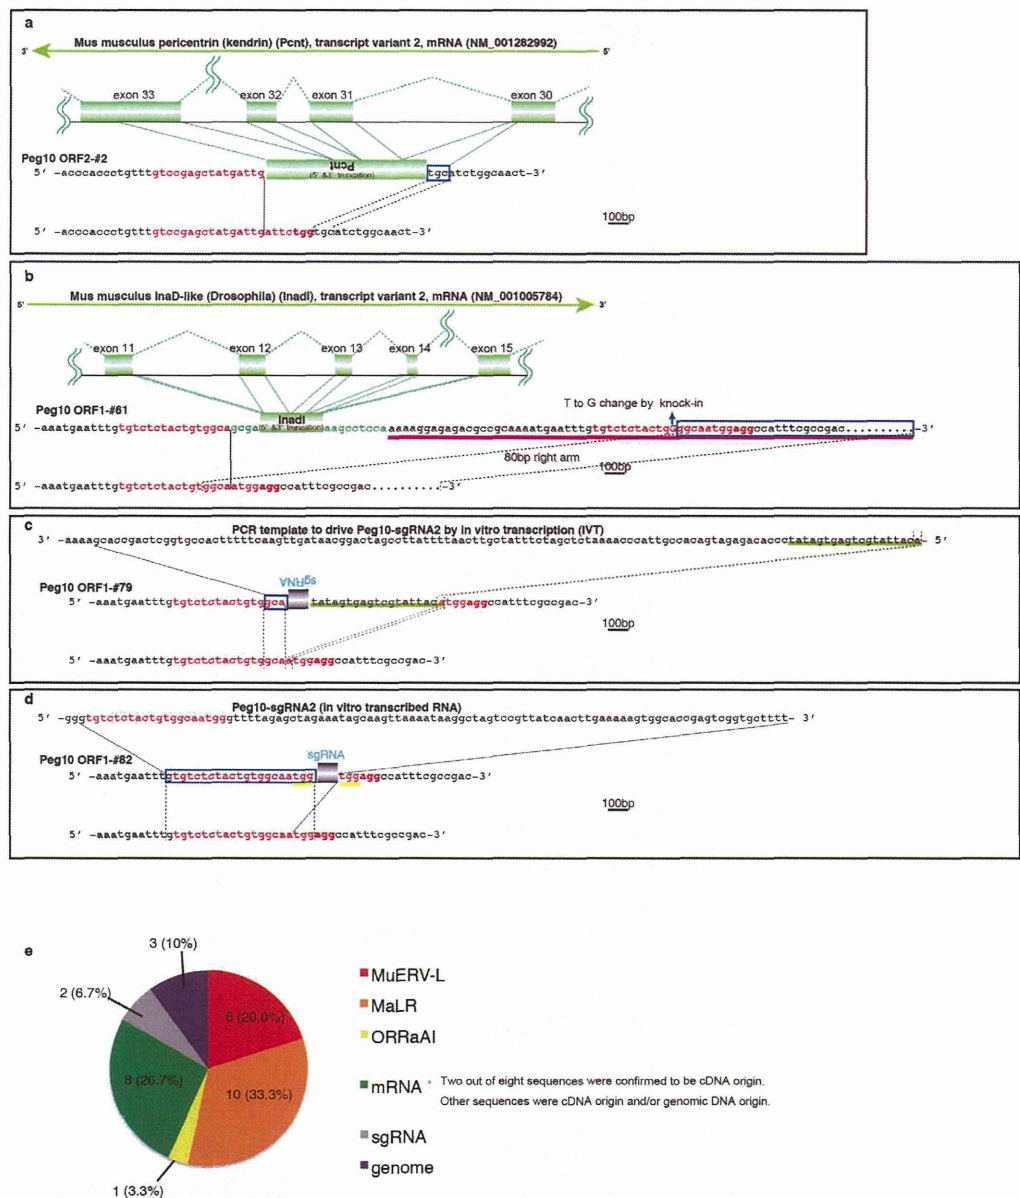 a
Mus musculus pericentrin (kendrin) (Pcnt), transcript variant 2, mRNA (NM_001282992)
3' 5'
exon 33 exon 32 exon 31 exon 30
Peg10 ORF2-#2
Pcnt
(5' &3' truncation)
5' -acccaccctgtttgtccgagctatgattg tgcatctggcaact-3'
100bp
5' -acccaccctgtttgtccgagctatgattgattctggtgcatctggcaact-3'
b
Mus musculus InaD-like (Drosophila) (Inadl), transcript variant 2, mRNA (NM_001005784)
5' 3'
exon 11 exon 12 exon 13 exon 14 exon 15
T to G change by knock-in
Peg10 ORF1-#61
Inadl
(5' &3' truncation)
5' -aaatgaatttgtgtctctactgtggcagcga aagcctccaaaaaggagagacgccgcaaaatgaatttgtgtctctactgGggcaatggaggccatttcgccgac.........-3'
80bp right arm
100bp
5' -aaatgaatttgtgtctctactgtggcaatggaggccatttcgccgac.........-3'
c
PCR template to drive Peg10-sgRNA2 by in vitro transcription (IVT)
3' -aaaagcaccgactcggtgccactttttcaagttgataacggactagccttattttaacttgctatttctagctctaaaacccattgccacagtagagacaccctatagtgagtcgtattaca- 5'
sgRNA
Peg10 ORF1-#79
5' -aaatgaatttgtgtctctactgtggca tatagtgagtcgtattacatggaggccatttcgccgac-3'
100bp
5' -aaatgaatttgtgtctctactgtggcaatggaggccatttcgccgac-3'
d
Peg10-sgRNA2 (in vitro transcribed RNA)
5' -gggtgtctctactgtggcaatgggttttagagctagaaatagcaagttaaaataaggctagtccgttatcaacttgaaaaagtggcaccgagtcggtgctttt- 3'
sgRNA
Peg10 ORF1-#82
5' -aaatgaatttgtgtctctactgtggcaatgg tggaggccatttcgccgac-3'
100bp
5' -aaatgaatttgtgtctctactgtggcaatggaggccatttcgccgac-3'
e
3 (10%)
2 (6.7%)
6 (20.0%)
8 (26.7%)
10 (33.3%)
1 (3.3%)
MuERV-L
MaLR
ORRaAI
mRNA * Two out of eight sequences were confirmed to be cDNA origin.
Other sequences were cDNA origin and/or genomic DNA origin.
sgRNA
genome